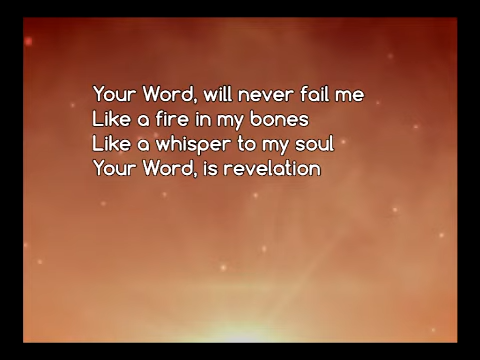 Your Word, will never fail me
Like a fire in my bones
Like a whisper to my soul
Your Word, is revelation